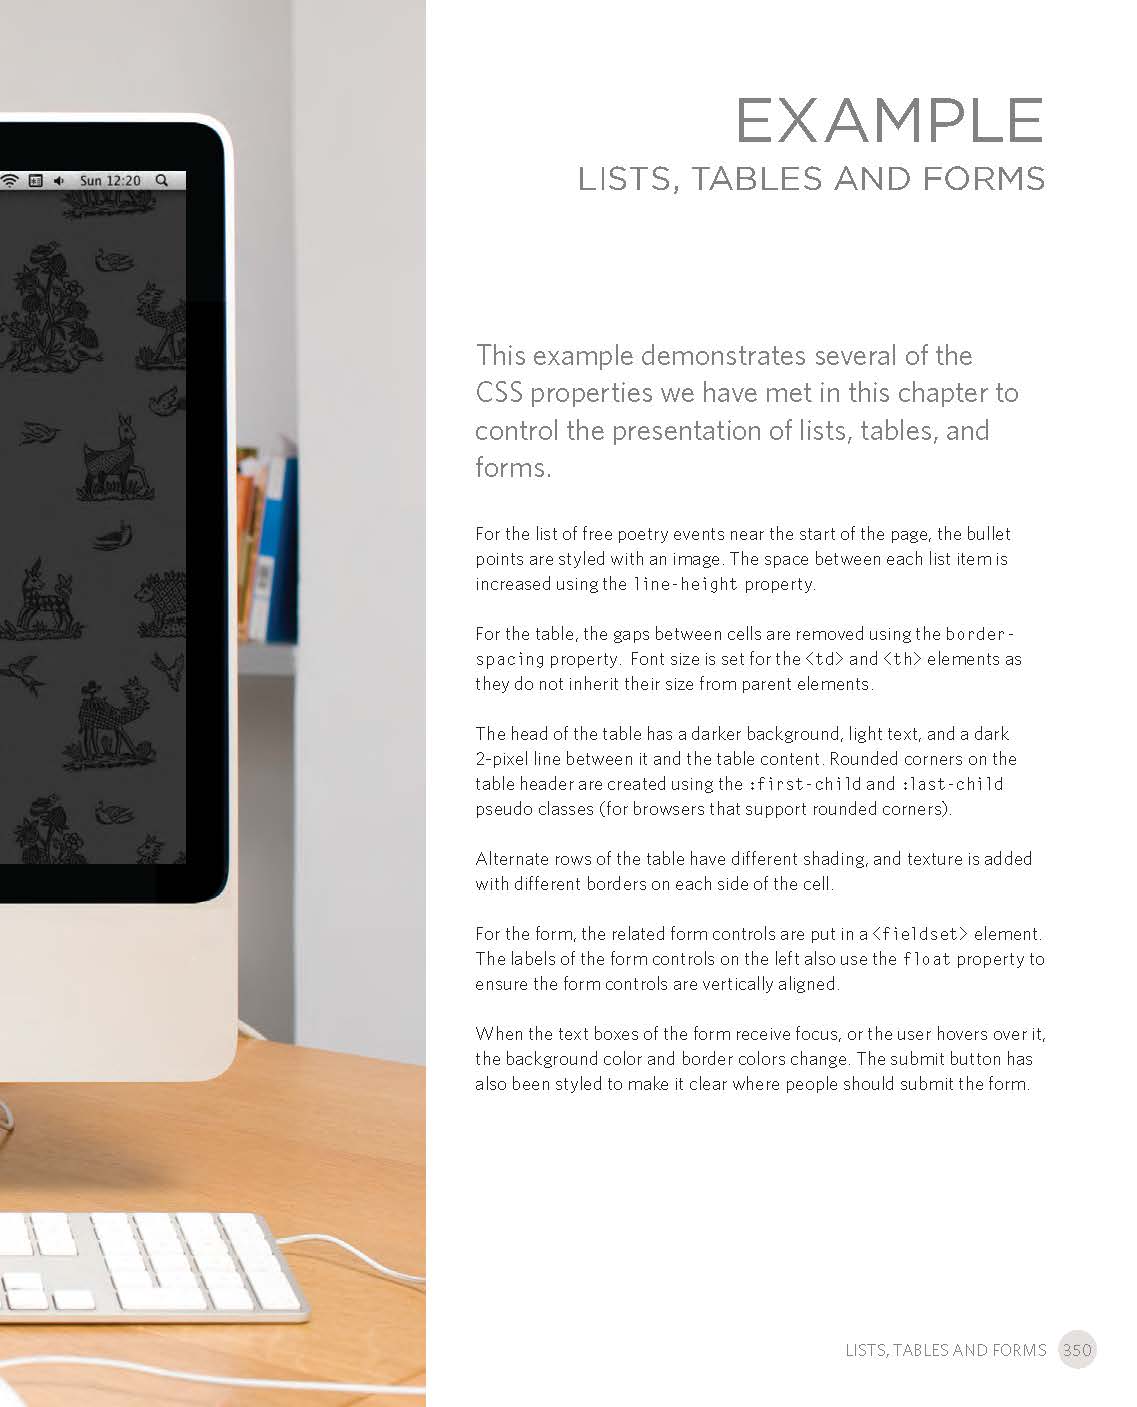 Sun 12:20
EXAMPLE
LISTS, TABLES AND FORMS
This example demonstrates several of the
CSS properties we have met in this chapter to
control the presentation of lists, tables, and
forms.
For the list of free poetry events near the start of the page, the bullet
points are styled with an image. The space between each list item is
increased using the line-height property.
For the table, the gaps between cells are removed using the border-
spacing property. Font size is set for the <td> and <th> elements as
they do not inherit their size from parent elements.
The head of the table has a darker background, light text, and a dark
2-pixel line between it and the table content. Rounded corners on the
table header are created using the :first-child and :last-child
pseudo classes (for browsers that support rounded corners).
Alternate rows of the table have different shading, and texture is added
with different borders on each side of the cell.
For the form, the related form controls are put in a <fieldset> element.
The labels of the form controls on the left also use the float property to
ensure the form controls are vertically aligned.
When the text boxes of the form receive focus, or the user hovers over it,
the background color and border colors change. The submit button has
also been styled to make it clear where people should submit the form.
LISTS, TABLES AND FORMS 350